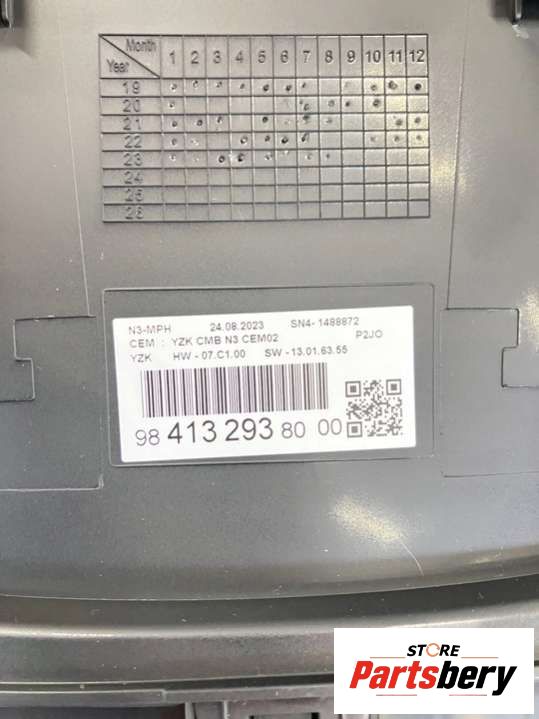 Month
Year
1 2 3 4 5 6 7 8 9 10 11 12
19
20
21
22
23
24
25
26
N3-MPH 24.08.2023 SN4- 1488872
CEM : YZK CMB N3 CEM02 P2JO
YZK HW - 07.C1.00 SW - 13.01.63.55
98 413 293 80 00
STORE
Partsbery